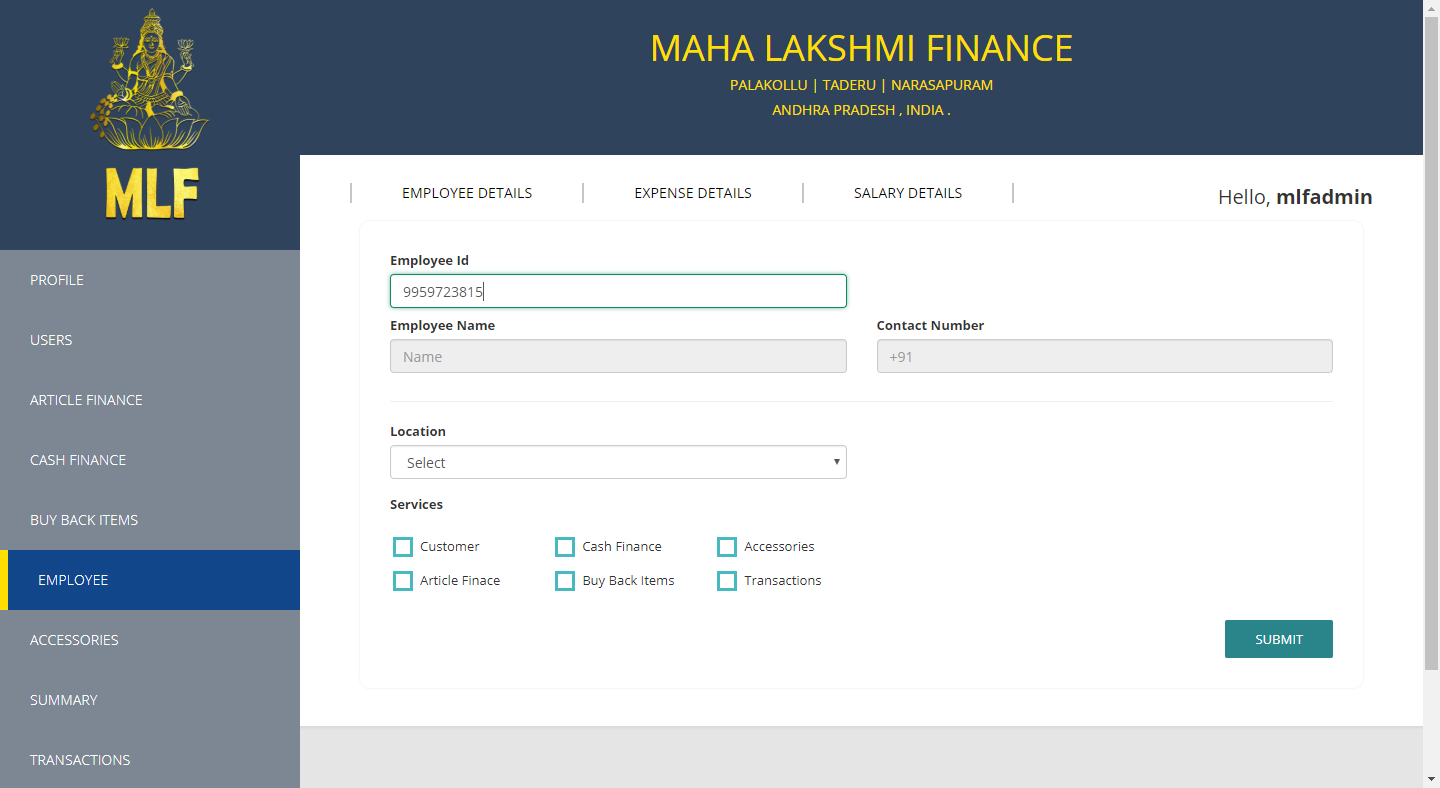 MLF
MAHA LAKSHMI FINANCE
PALAKOLLU | TADERU | NARASAPURAM
ANDHRA PRADESH , INDIA .
PROFILE
USERS
ARTICLE FINANCE
CASH FINANCE
BUY BACK ITEMS
EMPLOYEE
ACCESSORIES
SUMMARY
TRANSACTIONS
EMPLOYEE DETAILS EXPENSE DETAILS SALARY DETAILS
Hello, mlfadmin
Employee Id
9959723815
Employee Name Contact Number
Name +91
Location
Select
Services
Customer Cash Finance Accessories
Article Finace Buy Back Items Transactions
SUBMIT